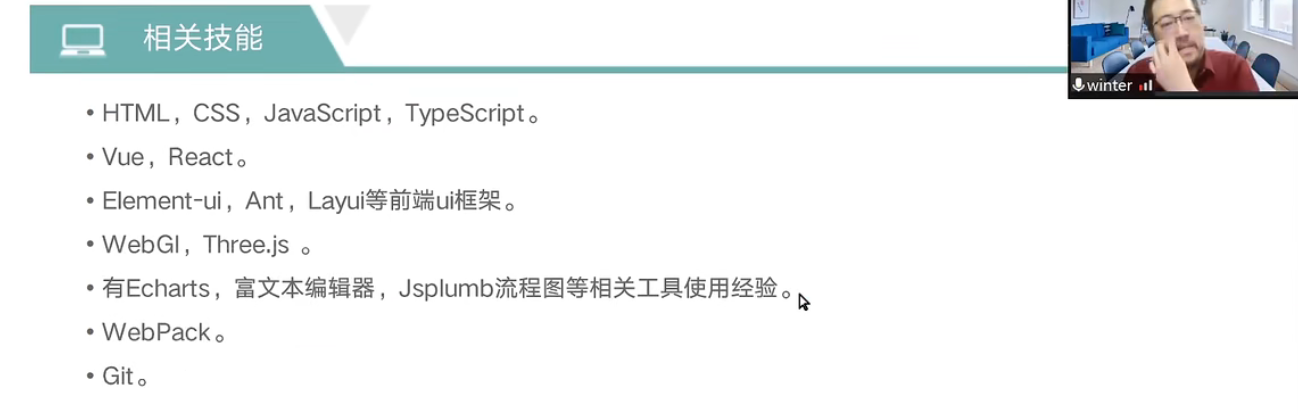 相关技能
winter
• HTML，CSS，JavaScript，TypeScript。
• Vue，React。
• Element-ui，Ant，Layui等前端ui框架。
• WebGl，Three.js 。
• 有Echarts，富文本编辑器，Jsplumb流程图等相关工具使用经验。
• WebPack。
• Git。